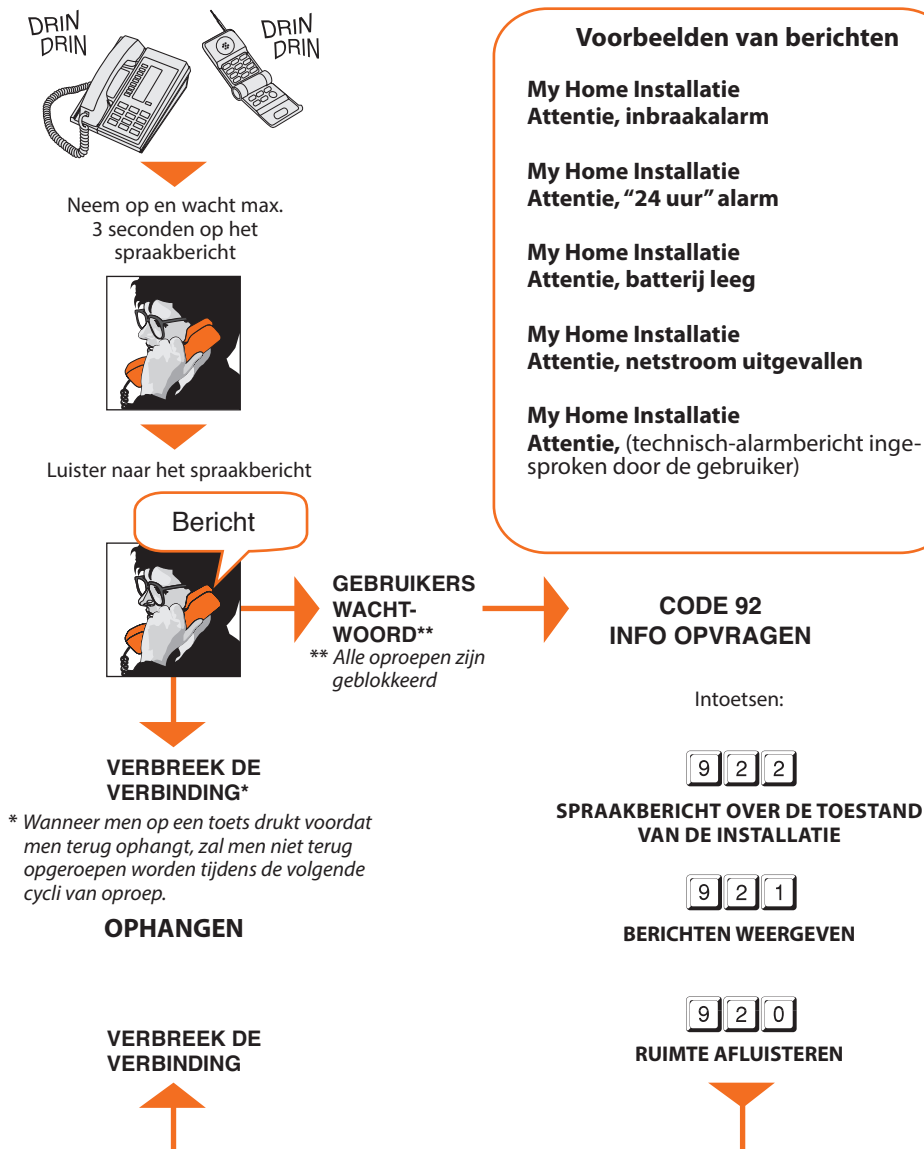 DRIN
DRIN
DRIN
DRIN
Neem op en wacht max.
3 seconden op het
spraakbericht
Luister naar het spraakbericht
Bericht
GEBRUIKERS
WACHT-
WOORD**
** Alle oproepen zijn
geblokkeerd
VERBREEK DE
VERBINDING*
* Wanneer men op een toets drukt voordat
men terug ophangt, zal men niet terug
opgeroepen worden tijdens de volgende
cycli van oproep.
OPHANGEN
VERBREEK DE
VERBINDING
Voorbeelden van berichten
My Home Installatie
Attentie, inbraakalarm
My Home Installatie
Attentie, “24 uur” alarm
My Home Installatie
Attentie, batterij leeg
My Home Installatie
Attentie, netstroom uitgevallen
My Home Installatie
Attentie, (technisch-alarmbericht inge-
sproken door de gebruiker)
CODE 92
INFO OPVRAGEN
Intoetsen:
9 2 2
SPRAAKBERICHT OVER DE TOESTAND
VAN DE INSTALLATIE
9 2 1
BERICHTEN WEERGEVEN
9 2 0
RUIMTE AFLUISTEREN